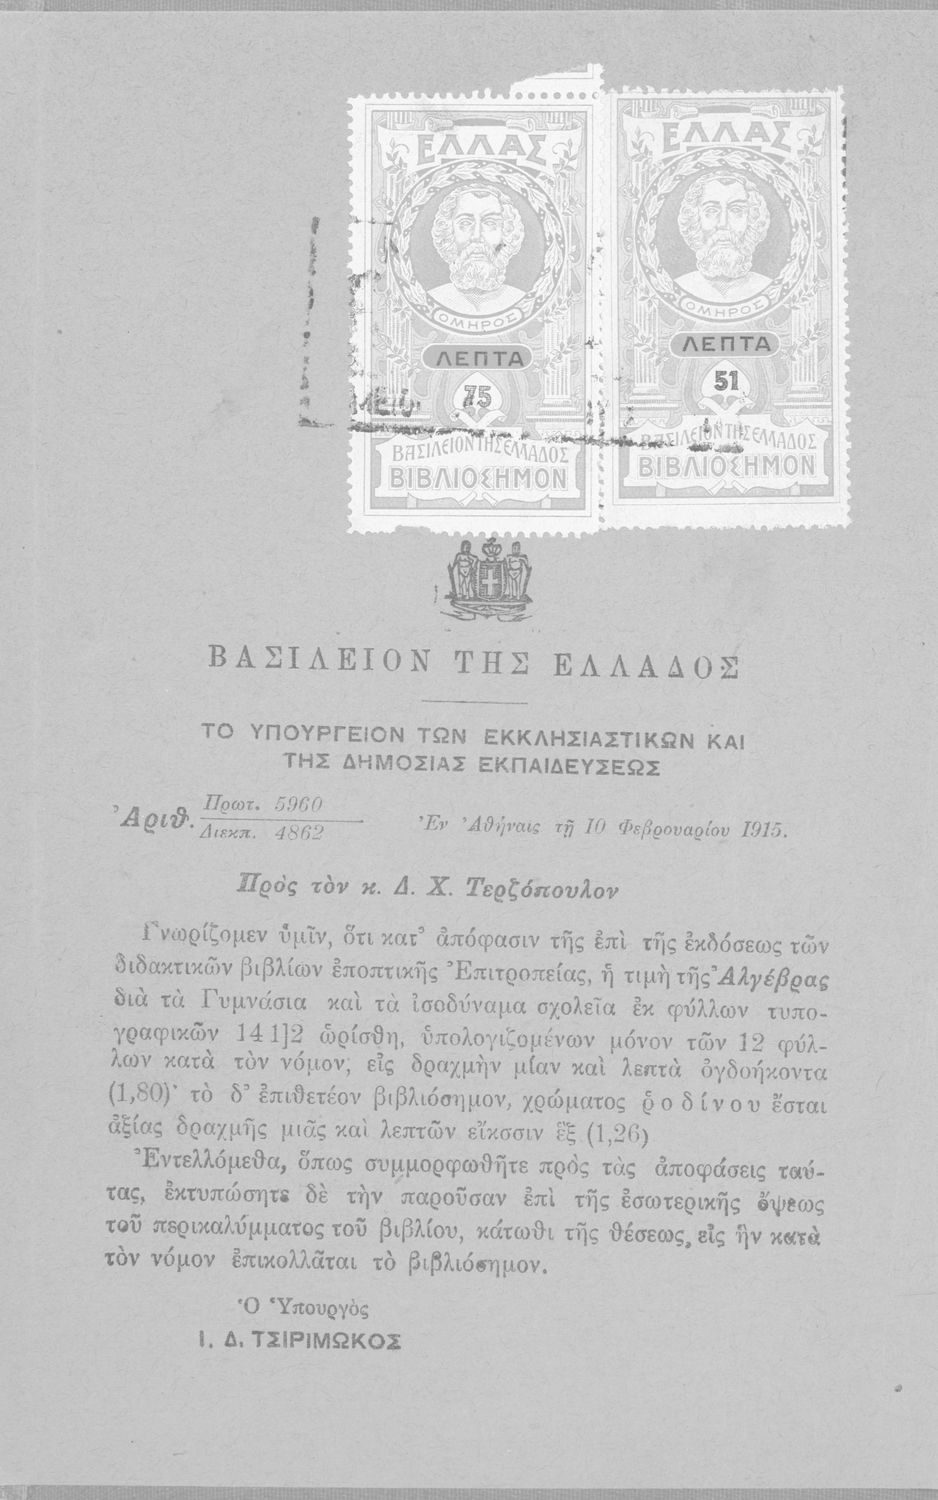 ΕΛΛΑΣ
ΟΜΗΡΟΣ
ΛΕΠΤΑ
75
ΒΑΣΙΛΕΙΟΝ ΤΗΣ ΕΛΛΑΔΟΣ
ΒΙΒΛΙΟΣΗΜΟΝ
ΕΛΛΑΣ
ΟΜΗΡΟΣ
ΛΕΠΤΑ
51
ΒΑΣΙΛΕΙΟΝ ΤΗΣ ΕΛΛΑΔΟΣ
ΒΙΒΛΙΟΣΗΜΟΝ
ΒΑΣΙΛΕΙΟΝ ΤΗΣ ΕΛΛΑΔΟΣ
ΤΟ ΥΠΟΥΡΓΕΙΟΝ ΤΩΝ ΕΚΚΛΗΣΙΑΣΤΙΚΩΝ ΚΑΙ
ΤΗΣ ΔΗΜΟΣΙΑΣ ΕΚΠΑΙΔΕΥΣΕΩΣ
Ἀριθ. Πρωτ. 5960
Διεκπ. 4862
Ἐν Ἀθήναις τῇ 10 Φεβρουαρίου 1915.
Πρὸς τὸν κ. Δ. Χ. Τερζόπουλον
Γνωρίζομεν ὑμῖν, ὅτι κατ' ἀπόφασιν τῆς ἐπὶ τῆς ἐκδόσεως τῶν
διδακτικῶν βιβλίων ἐποπτικῆς Ἐπιτροπείας, ἡ τιμὴ τῆς Ἀλγέβρας
διὰ τὰ Γυμνάσια καὶ τὰ ἰσοδύναμα σχολεῖα ἐκ φύλλων τυπο-
γραφικῶν 14 1]2 ὡρίσθη, ὑπολογιζομένων μόνον τῶν 12 φύλ-
λων κατὰ τὸν νόμον, εἰς δραχμὴν μίαν καὶ λεπτὰ ὀγδοήκοντα
(1,80)· τὸ δ' ἐπιθετέον βιβλιόσημον, χρώματος ῥοδίνου ἔσται
ἀξίας δραχμῆς μιᾶς καὶ λεπτῶν εἴκοσιν ἓξ (1,26)
Ἐντελλόμεθα, ὅπως συμμορφωθῆτε πρὸς τὰς ἀποφάσεις ταύ-
τας, ἐκτυπώσητε δὲ τὴν παροῦσαν ἐπὶ τῆς ἐσωτερικῆς ὄψεως
τοῦ περικαλύμματος τοῦ βιβλίου, κάτωθι τῆς θέσεως, εἰς ἣν κατὰ
τὸν νόμον ἐπικολλᾶται τὸ βιβλιόσημον.
Ὁ Ὑπουργὸς
Ι. Δ. ΤΣΙΡΙΜΩΚΟΣ